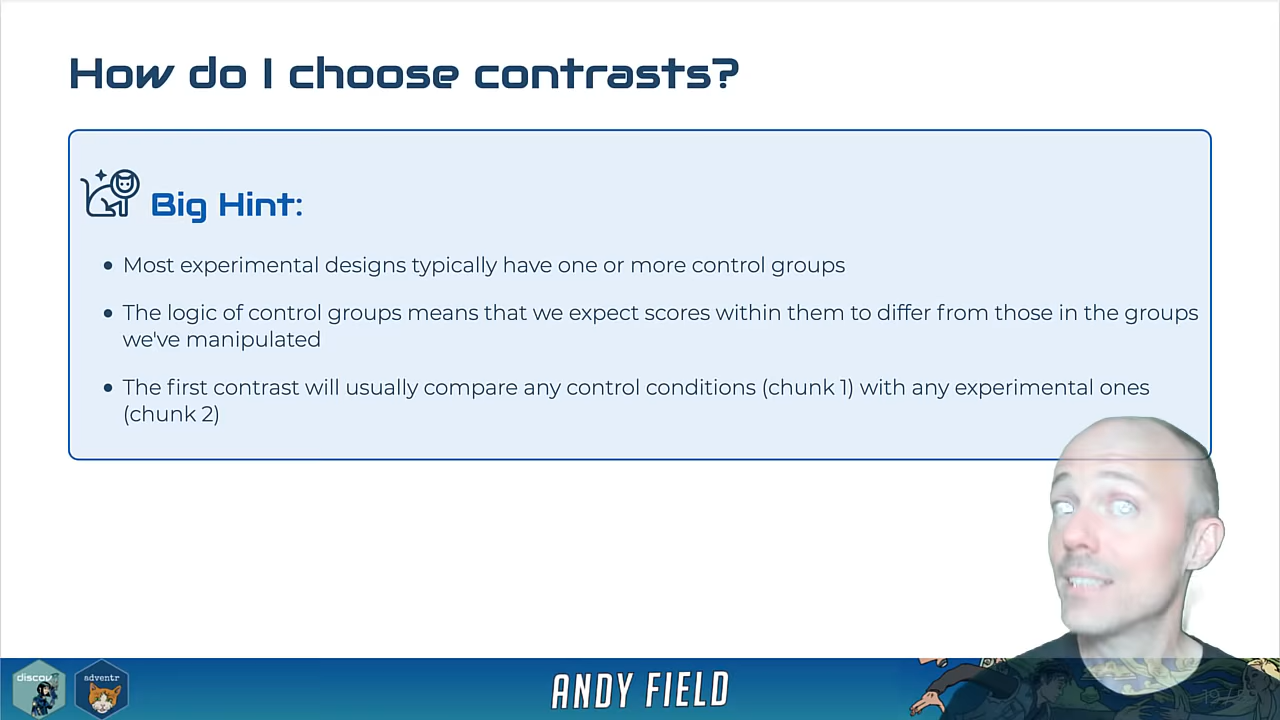 How do I choose contrasts?
Big Hint:
Most experimental designs typically have one or more control groups
The logic of control groups means that we expect scores within them to differ from those in the groups
we've manipulated
The first contrast will usually compare any control conditions (chunk 1) with any experimental ones
(chunk 2)
adventr
ANDY FIELD